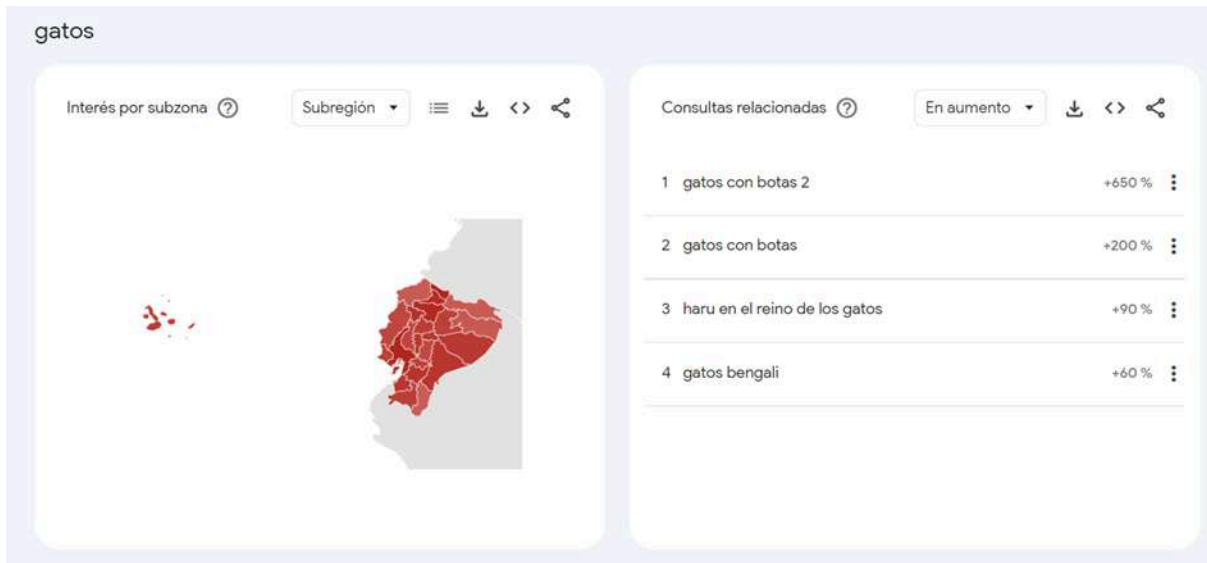 gatos
Interés por subzona
Subregión
Consultas relacionadas
En aumento
1 gatos con botas 2 +650 %
2 gatos con botas +200 %
3 haru en el reino de los gatos +90 %
4 gatos bengali +60 %